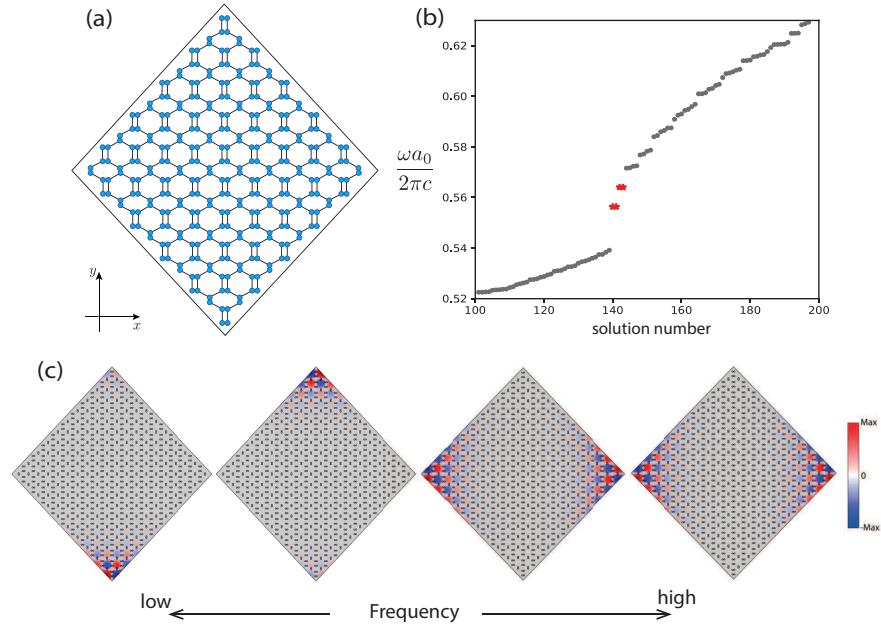 (a)
y
x
(b)
0.62
0.60
0.58
0.56
0.54
0.52
ωa₀
2πc
100 120 140 160 180 200
solution number
(c)
Max
0
-Max
low Frequency high